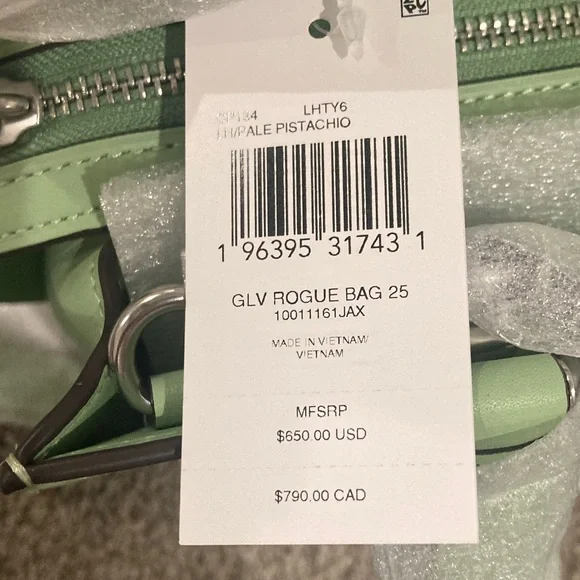 LHTY6
LH/PALE PISTACHIO
1 96395 31743 1
GLV ROGUE BAG 25
10011161JAX
MADE IN VIETNAM/
VIETNAM
MFSRP
$650.00 USD
$790.00 CAD